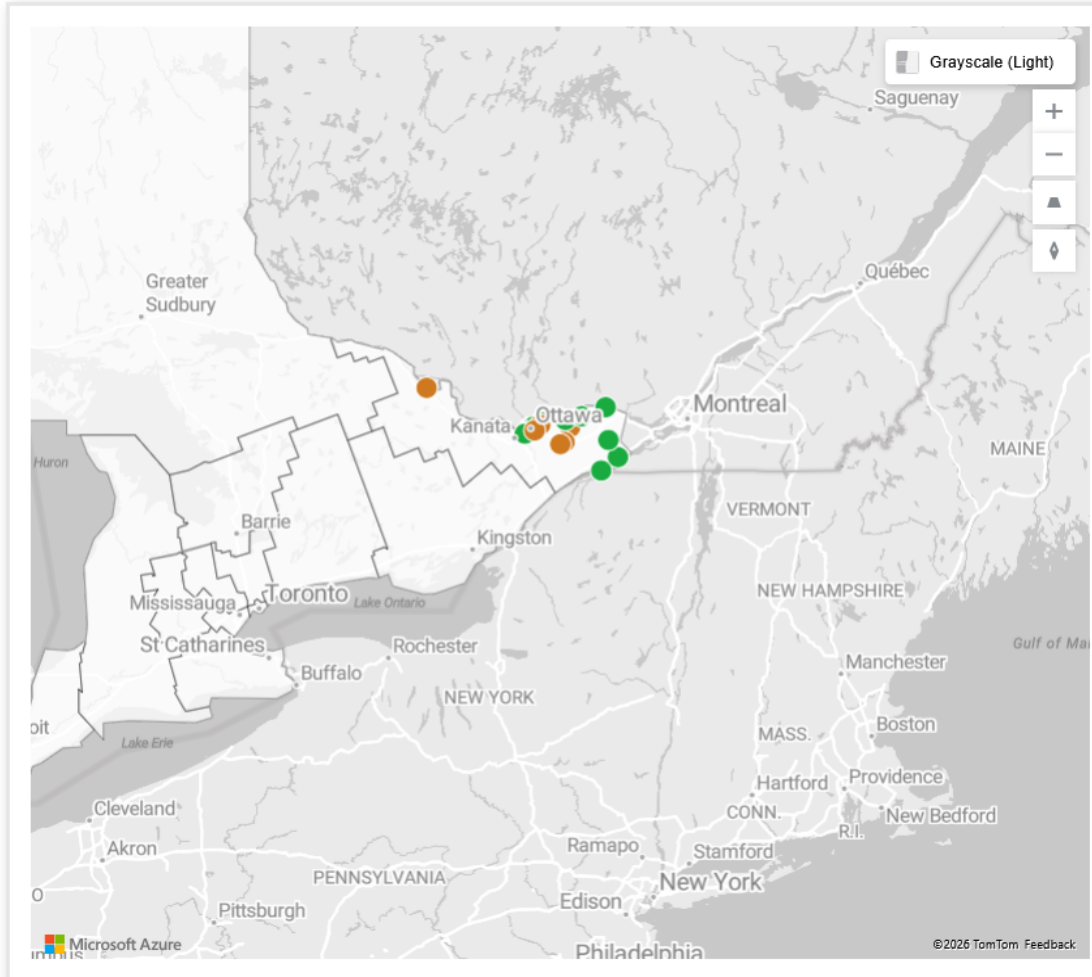 Grayscale (Light)
Saguenay
Québec
Greater
Sudbury
Montreal
Ottawa
Kanata
MAINE
Huron
VERMONT
Barrie
Kingston
NEW HAMPSHIRE
Toronto
Mississauga
Lake Ontario
St Catharines
Rochester
Gulf of Mai
Manchester
Buffalo
NEW YORK
oit
Boston
MASS.
Lake Erie
Hartford
Providence
Cleveland
CONN.
New Bedford
R.I.
Akron
Ramapo
Stamford
PENNSYLVANIA
New York
O
Edison
Pittsburgh
Microsoft Azure
©2026 TomTom Feedback
Philadelphia